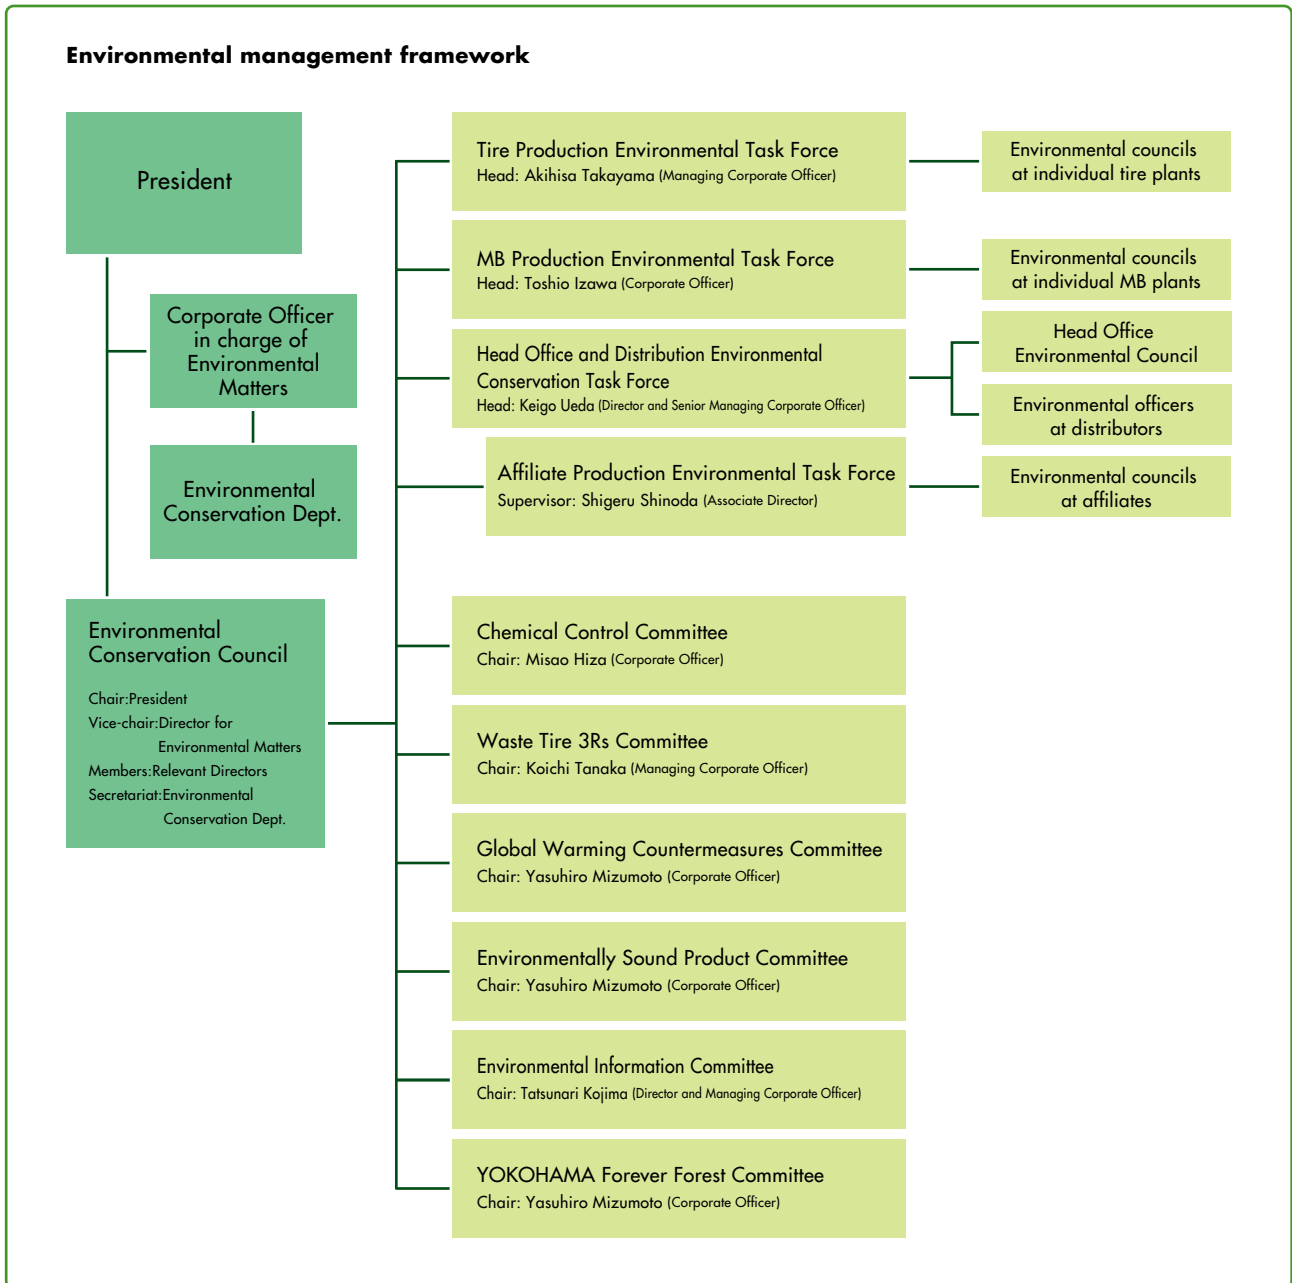 Environmental management framework
President
Corporate Officer
in charge of
Environmental
Matters
Environmental
Conservation Dept.
Environmental
Conservation Council
Chair:President
Vice-chair:Director for
Environmental Matters
Members:Relevant Directors
Secretariat:Environmental
Conservation Dept.
Tire Production Environmental Task Force
Head: Akihisa Takayama (Managing Corporate Officer)
Environmental councils
at individual tire plants
MB Production Environmental Task Force
Head: Toshio Izawa (Corporate Officer)
Environmental councils
at individual MB plants
Head Office and Distribution Environmental
Conservation Task Force
Head: Keigo Ueda (Director and Senior Managing Corporate Officer)
Head Office
Environmental Council
Environmental officers
at distributors
Affiliate Production Environmental Task Force
Supervisor: Shigeru Shinoda (Associate Director)
Environmental councils
at affiliates
Chemical Control Committee
Chair: Misao Hiza (Corporate Officer)
Waste Tire 3Rs Committee
Chair: Koichi Tanaka (Managing Corporate Officer)
Global Warming Countermeasures Committee
Chair: Yasuhiro Mizumoto (Corporate Officer)
Environmentally Sound Product Committee
Chair: Yasuhiro Mizumoto (Corporate Officer)
Environmental Information Committee
Chair: Tatsunari Kojima (Director and Managing Corporate Officer)
YOKOHAMA Forever Forest Committee
Chair: Yasuhiro Mizumoto (Corporate Officer)